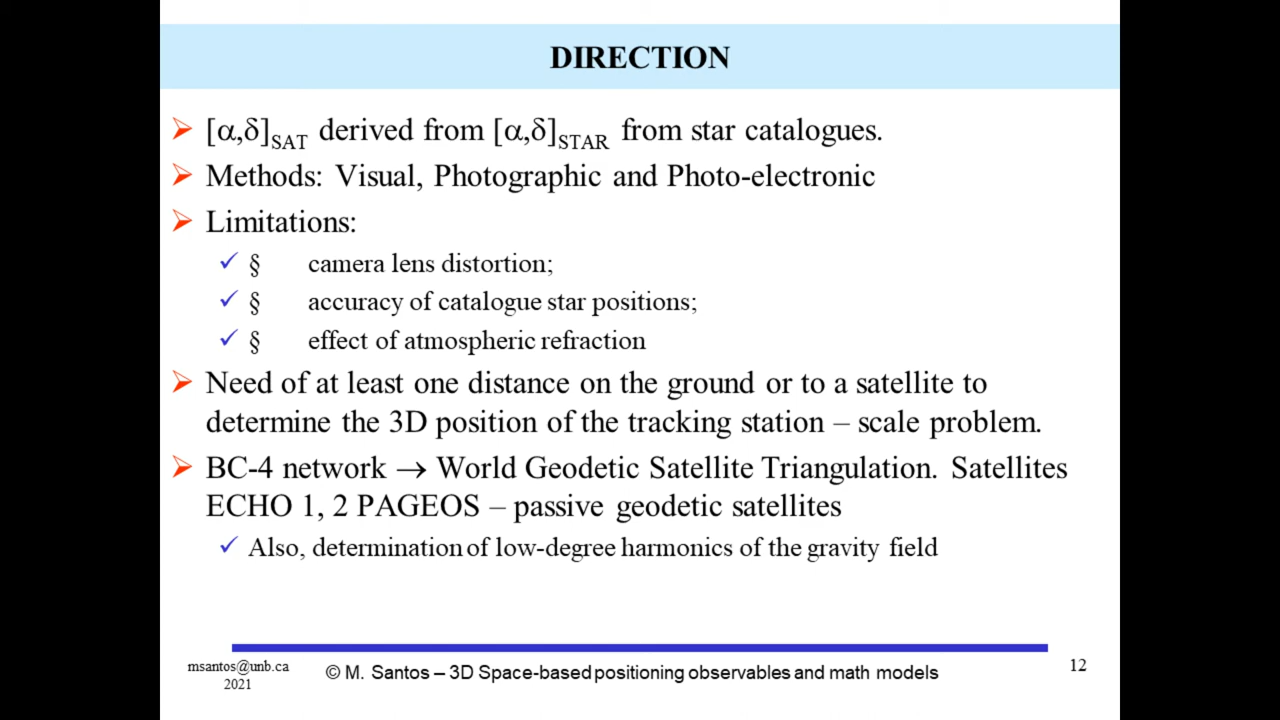 DIRECTION
➢ [α,δ]SAT derived from [α,δ]STAR from star catalogues.
➢ Methods: Visual, Photographic and Photo-electronic
➢ Limitations:
✓ § camera lens distortion;
✓ § accuracy of catalogue star positions;
✓ § effect of atmospheric refraction
➢ Need of at least one distance on the ground or to a satellite to
determine the 3D position of the tracking station – scale problem.
➢ BC-4 network → World Geodetic Satellite Triangulation. Satellites
ECHO 1, 2 PAGEOS – passive geodetic satellites
✓ Also, determination of low-degree harmonics of the gravity field
msantos@unb.ca
2021
© M. Santos – 3D Space-based positioning observables and math models
12